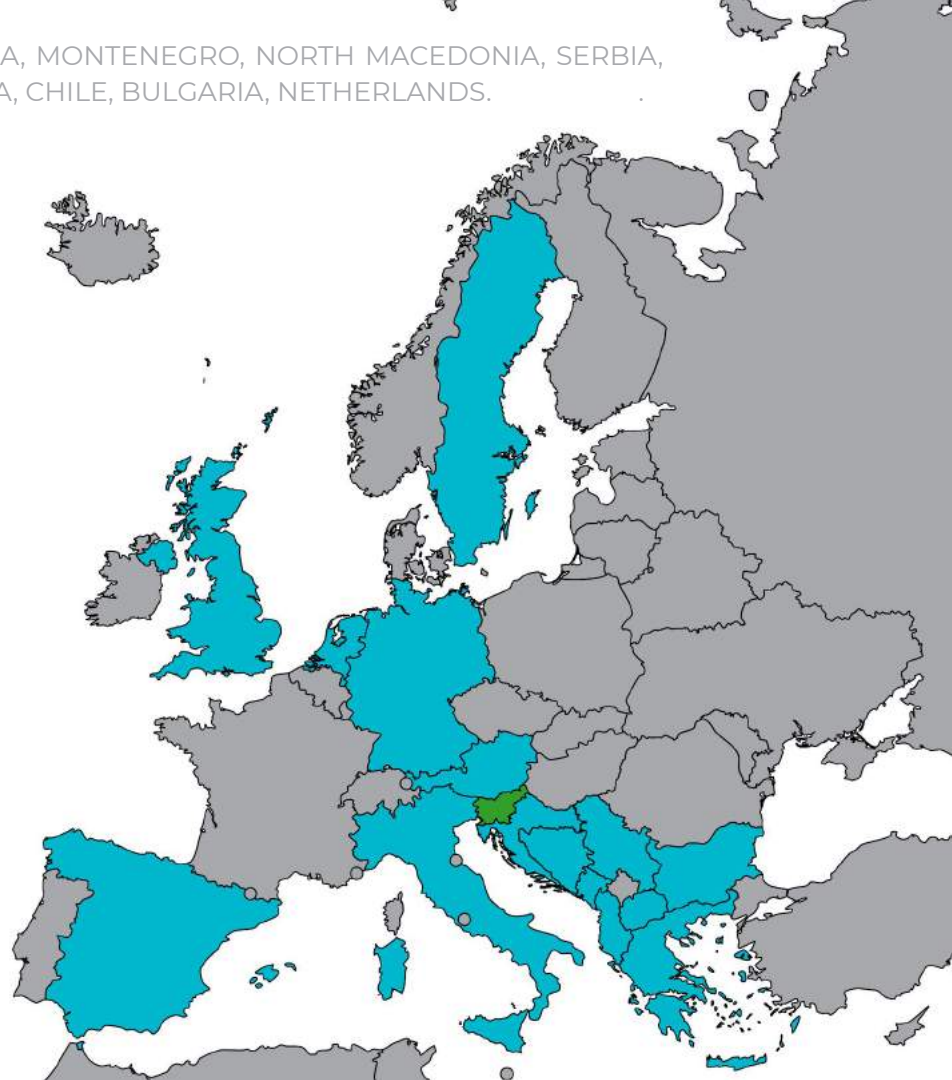 A, MONTENEGRO, NORTH MACEDONIA, SERBIA,
A, CHILE, BULGARIA, NETHERLANDS. .